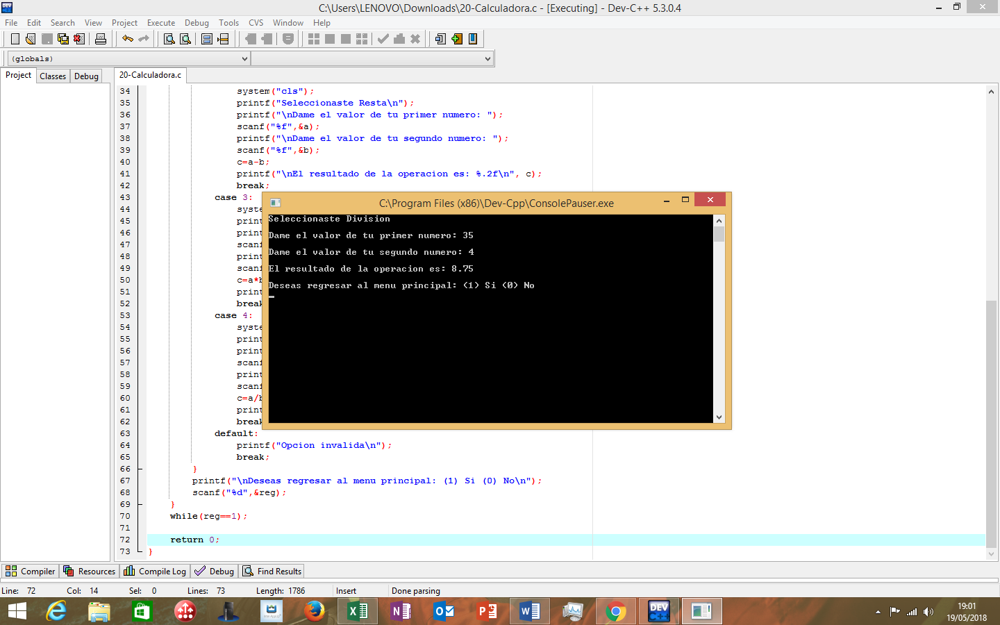 C:\Users\LENOVO\Downloads\20-Calculadora.c - [Executing] - Dev-C++ 5.3.0.4
File Edit Search View Project Execute Debug Tools CVS Window Help
(globals)
Project Classes Debug
20-Calculadora.c
34 system("cls");
35 printf("Seleccionaste Resta\n");
36 printf("\nDame el valor de tu primer numero: ");
37 scanf("%f",&a);
38 printf("\nDame el valor de tu segundo numero: ");
39 scanf("%f",&b);
40 c=a-b;
41 printf("\nEl resultado de la operacion es: %.2f\n", c);
42 break;
43 case 3:
44 syste
45 print
46 print
47 scanf
48 print
49 scanf
50 c=a*b
51 print
52 break
53 case 4:
54 syste
55 print
56 print
57 scanf
58 print
59 scanf
60 c=a/b
61 print
62 break
63 default:
64 printf("Opcion invalida\n");
65 break;
66 }
67 printf("\nDeseas regresar al menu principal: (1) Si (0) No\n");
68 scanf("%d",&reg);
69 }
70 while(reg==1);
71
72 return 0;
73 }
C:\Program Files (x86)\Dev-Cpp\ConsolePauser.exe
Seleccionaste Division
Dame el valor de tu primer numero: 35
Dame el valor de tu segundo numero: 4
El resultado de la operacion es: 8.75
Deseas regresar al menu principal: (1) Si (0) No
Compiler Resources Compile Log Debug Find Results
Line: 72 Col: 14 Sel: 0 Lines: 73 Length: 1786 Insert Done parsing
DEV C++
19:01
19/05/2018